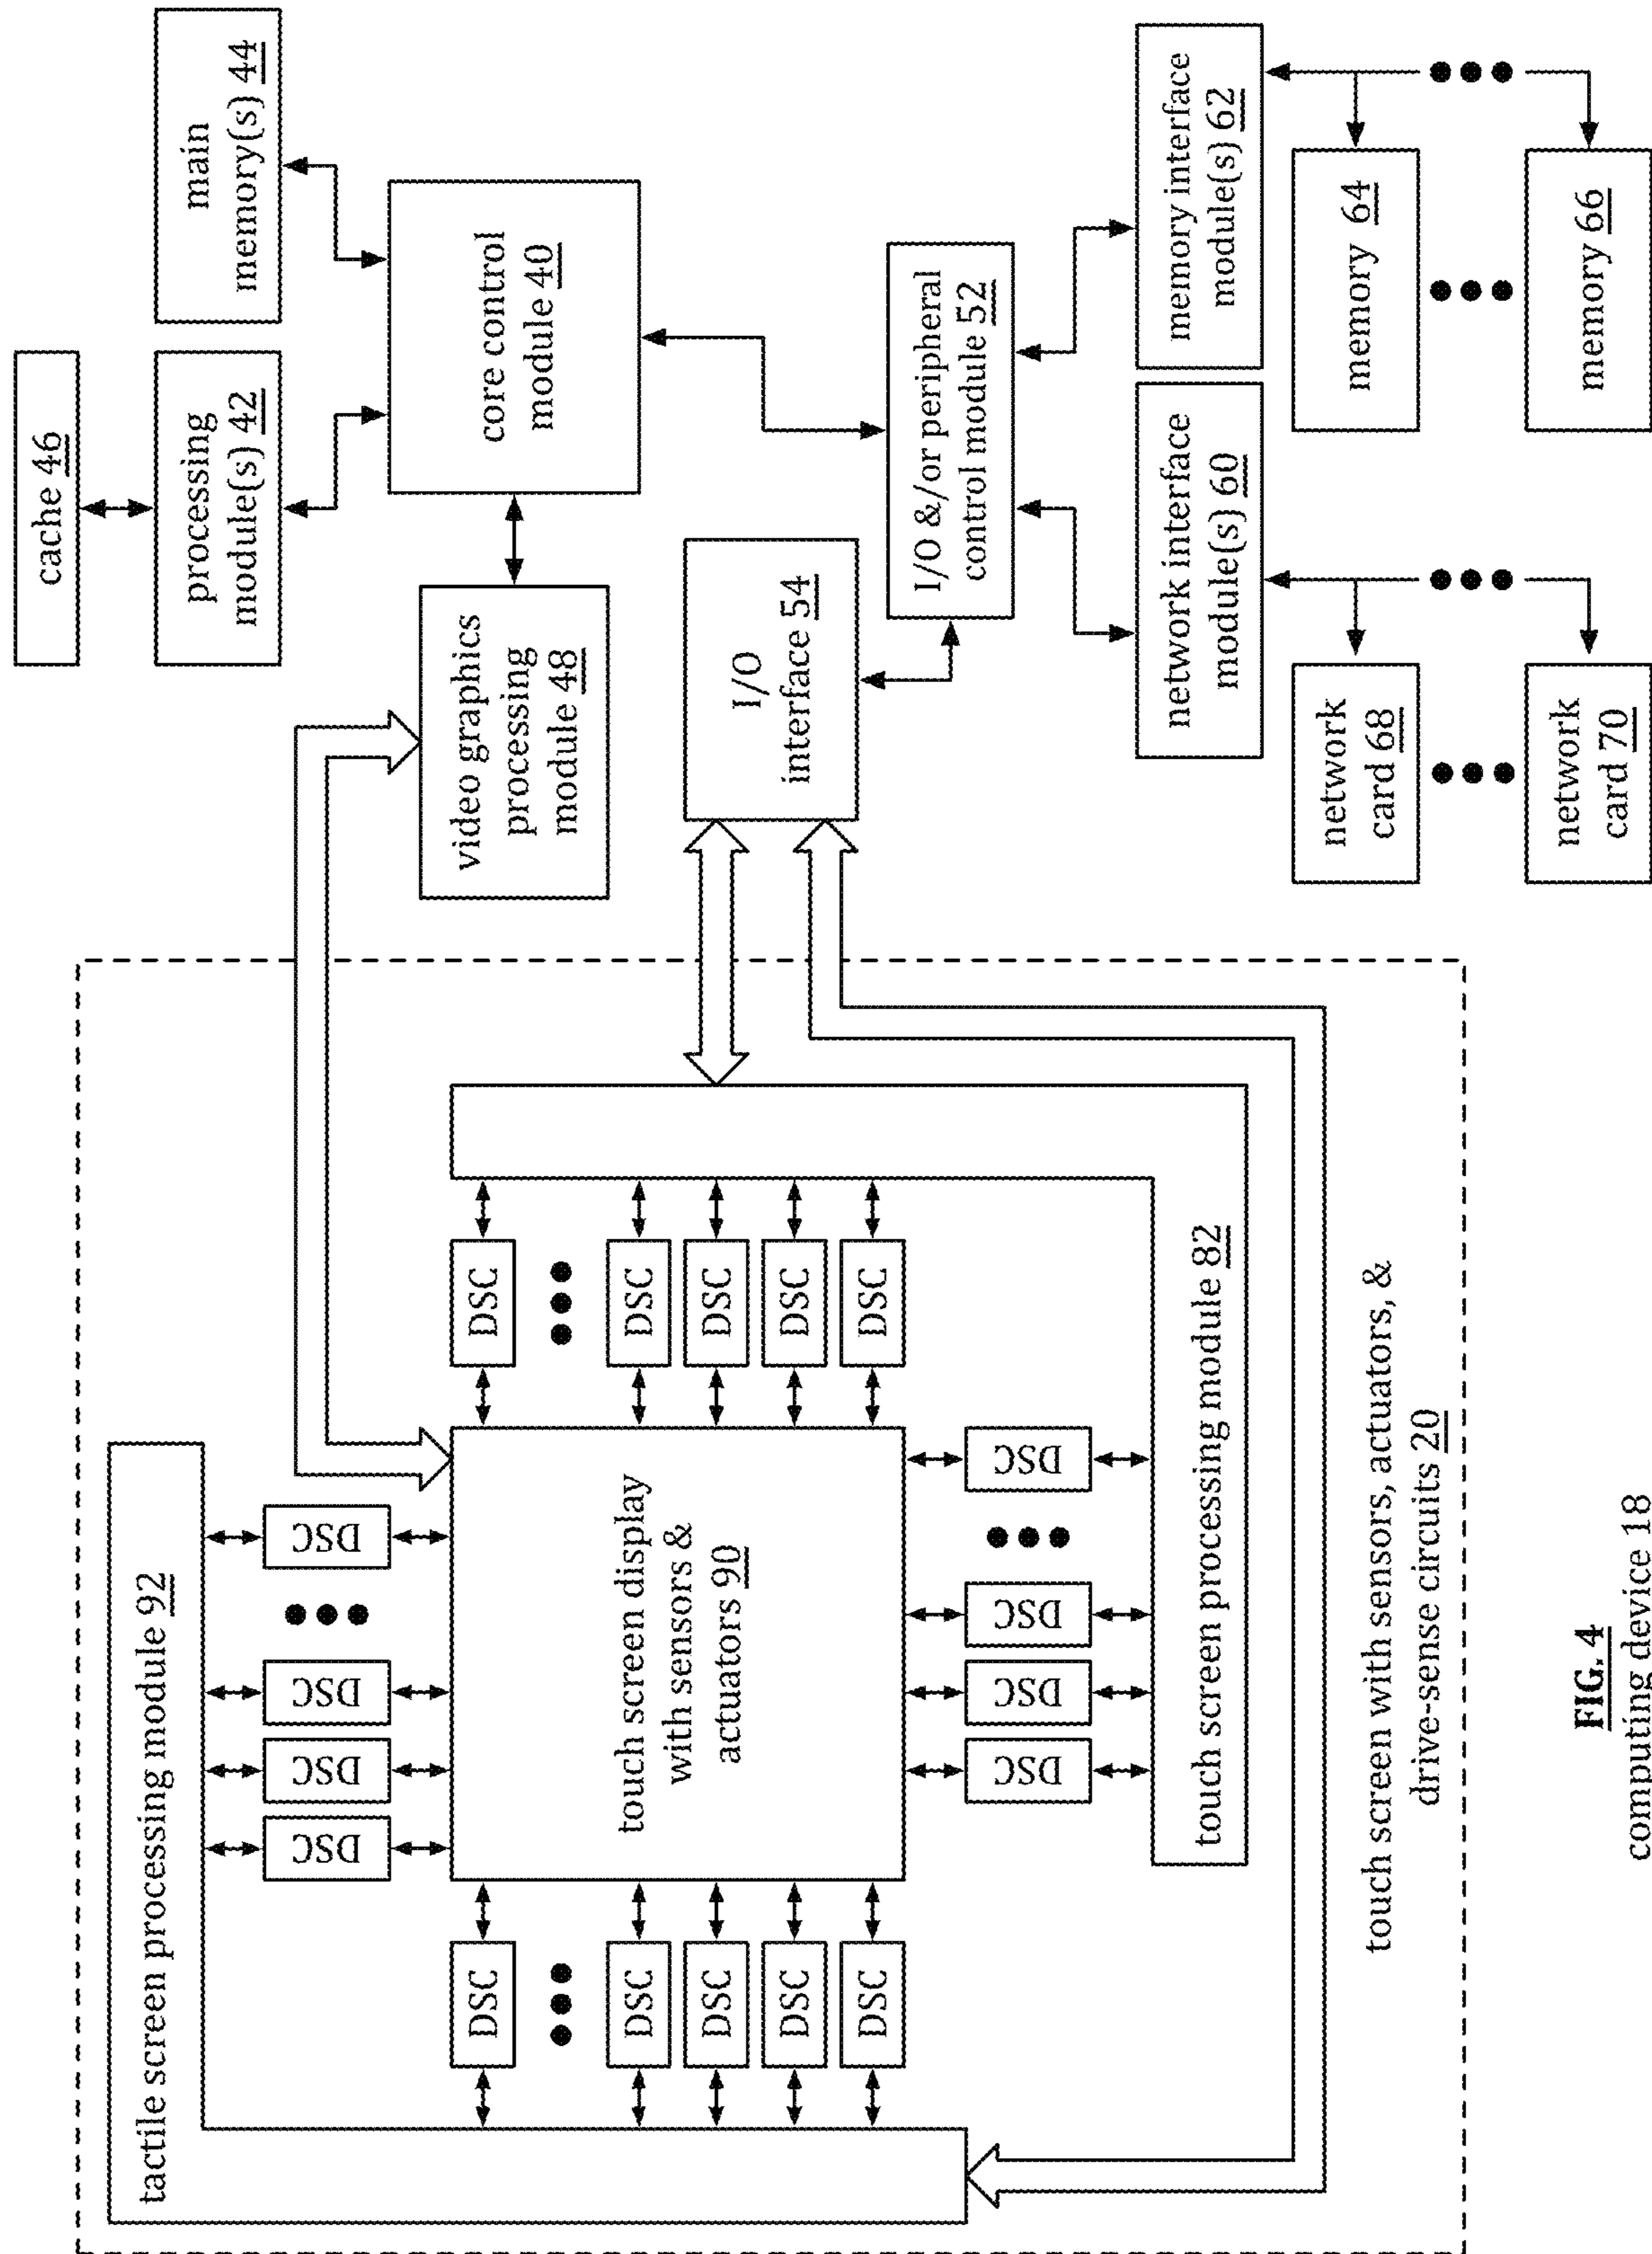 tactile screen processing module 92
DSC
DSC
DSC
DSC
DSC
DSC
DSC
DSC
DSC
touch screen display
with sensors &
actuators 90
DSC
DSC
DSC
DSC
DSC
DSC
DSC
DSC
DSC
touch screen processing module 82
touch screen with sensors, actuators, &
drive-sense circuits 20
cache 46
processing
module(s) 42
main
memory(s) 44
core control
module 40
video graphics
processing
module 48
I/O
interface 54
I/O &/or peripheral
control module 52
network interface
module(s) 60
memory interface
module(s) 62
network
card 68
memory 64
network
card 70
memory 66
FIG. 4
computing device 18